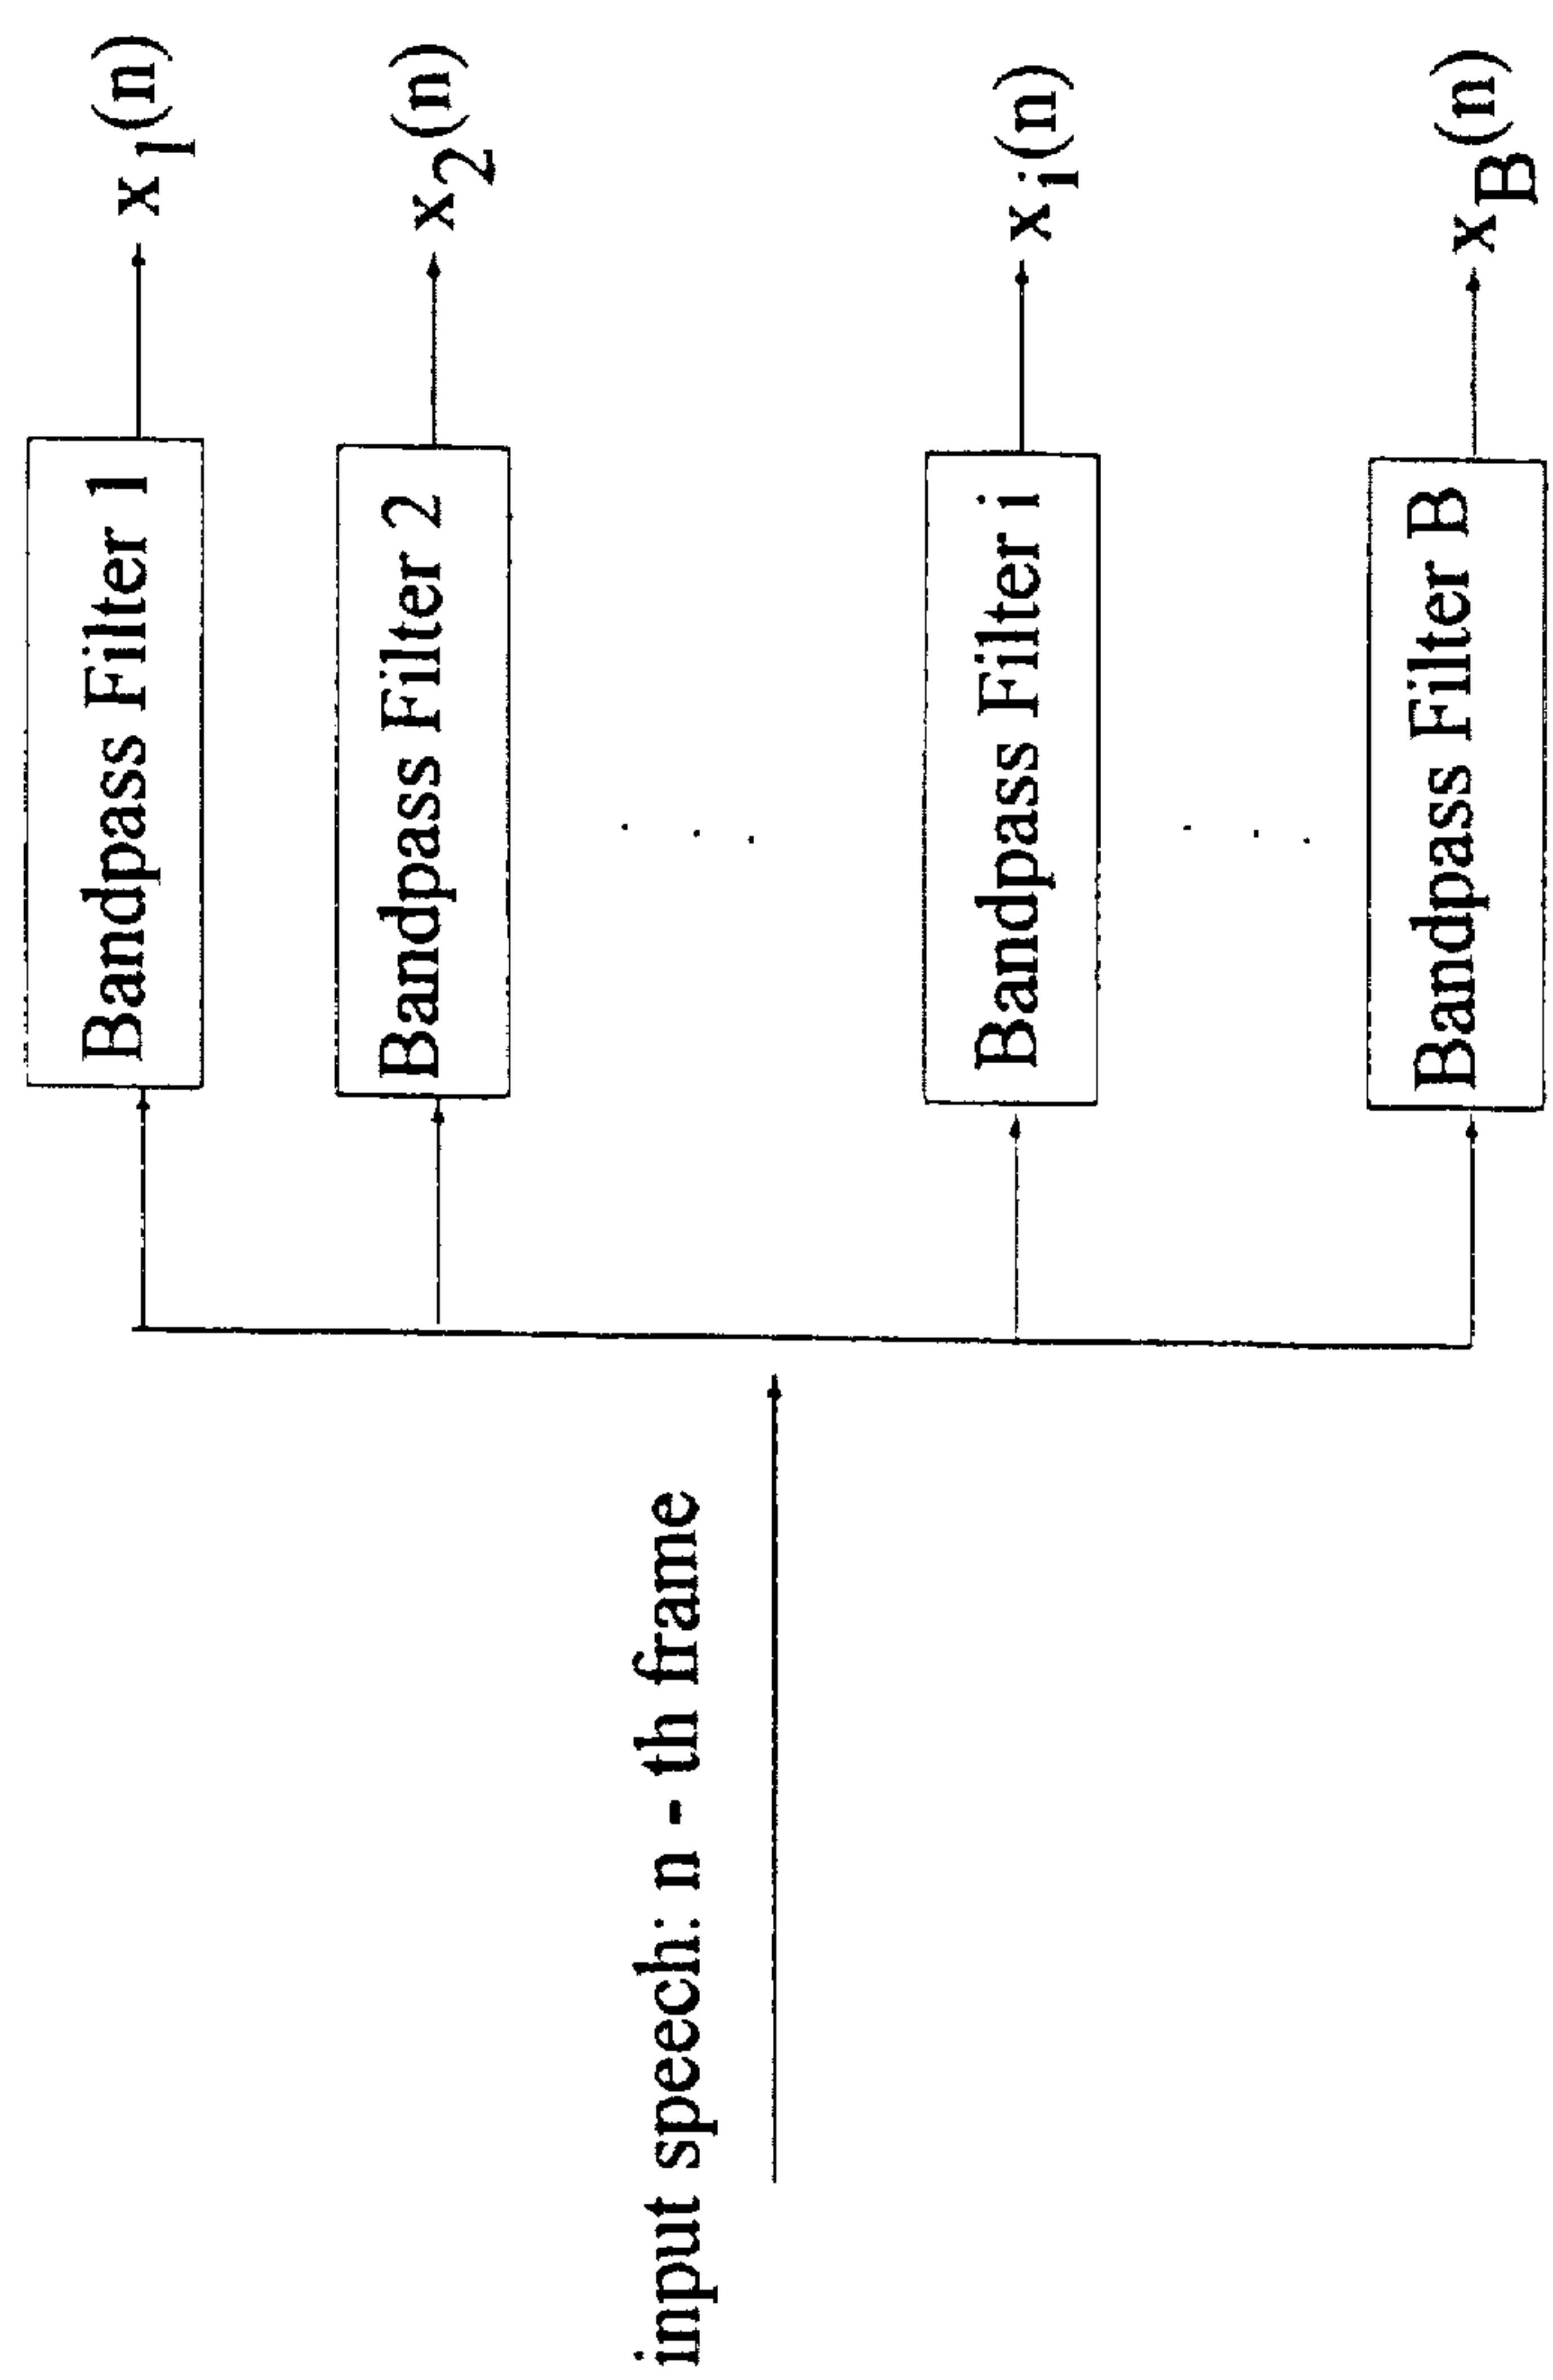 input speech: n - th frame
Bandpass Filter 1
x1(n)
Bandpass Filter 2
x2(n)
. . .
Bandpass Filter i
xi(n)
. . .
Bandpass Filter B
xB(n)